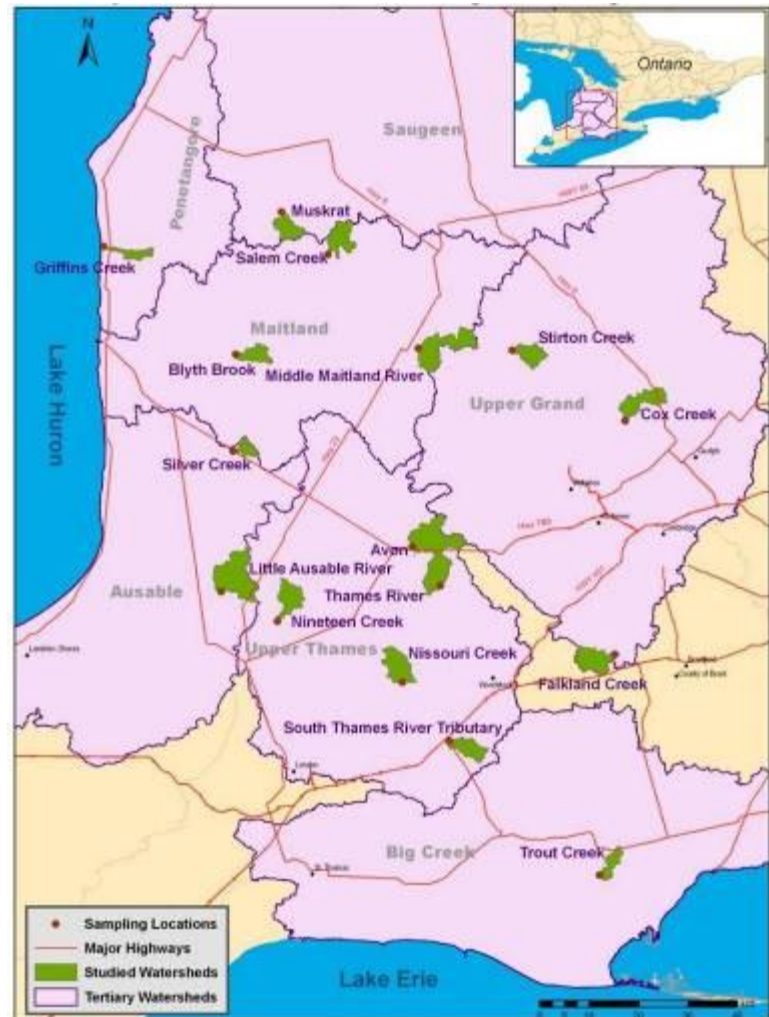 N
Ontario
Saugeen
Penetangore
Muskrat
Salem Creek
Griffins Creek
Maitland
Blyth Brook
Middle Maitland River
Stirton Creek
Upper Grand
Cox Creek
Lake Huron
Silver Creek
Avon
Little Ausable River
Thames River
Ausable
Nineteen Creek
Upper Thames
Nissouri Creek
Falkland Creek
South Thames River Tributary
London
Big Creek
Trout Creek
St. Thomas
Sampling Locations
Major Highways
Studied Watersheds
Tertiary Watersheds
Lake Erie